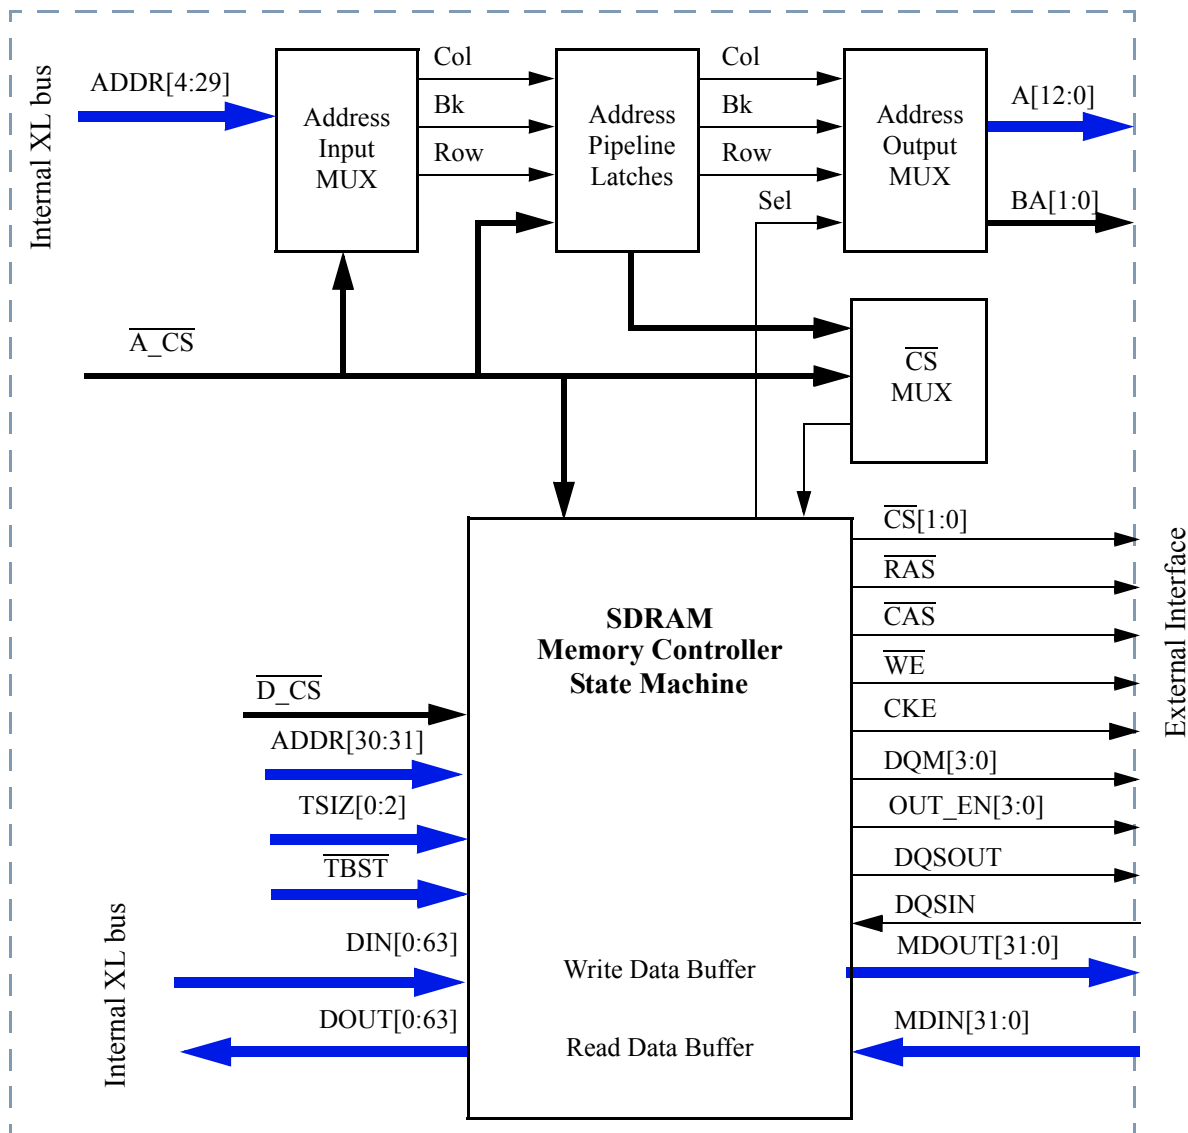 Internal XL bus
ADDR[4:29]
Address
Input
MUX
Col
Bk
Row
Address
Pipeline
Latches
Col
Bk
Row
Sel
Address
Output
MUX
A[12:0]
BA[1:0]
A_CS
CS
MUX
SDRAM
Memory Controller
State Machine
D_CS
ADDR[30:31]
TSIZ[0:2]
TBST
DIN[0:63]
DOUT[0:63]
Internal XL bus
Write Data Buffer
Read Data Buffer
CS[1:0]
RAS
CAS
WE
CKE
DQM[3:0]
OUT_EN[3:0]
DQSOUT
DQSIN
MDOUT[31:0]
MDIN[31:0]
External Interface